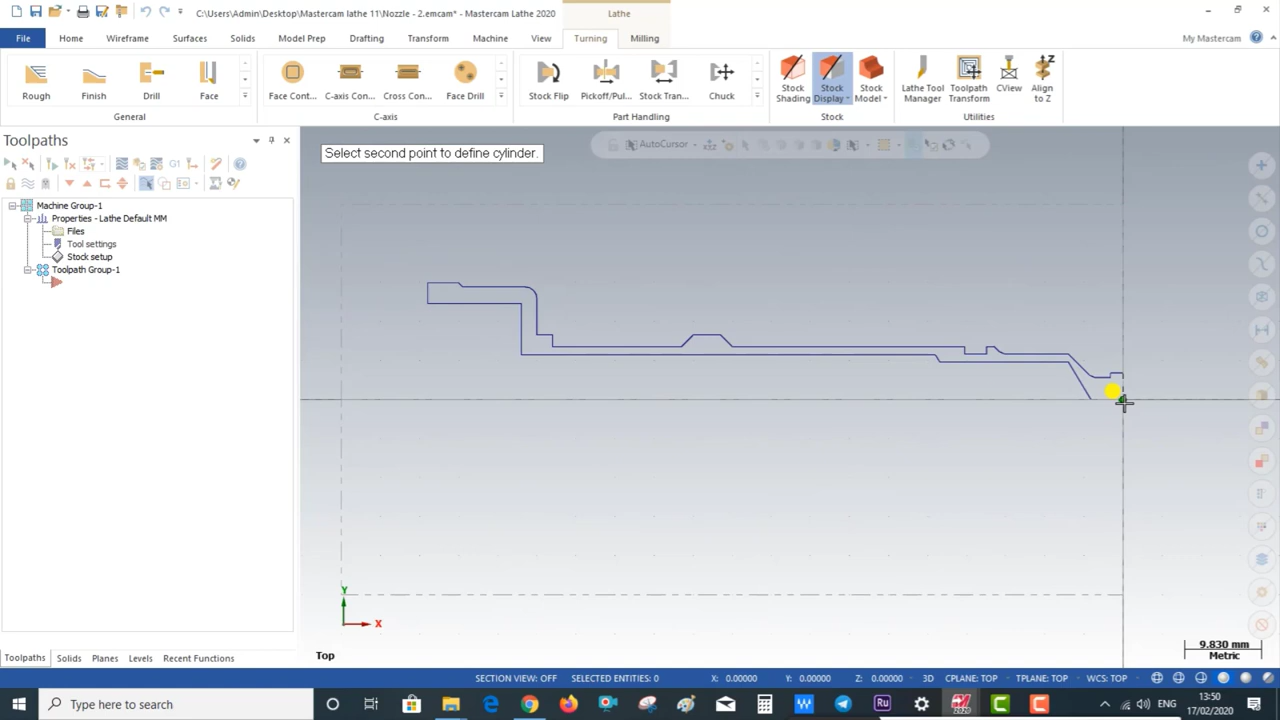 C:\Users\Admin\Desktop\Mastercam lathe 11\Nozzle - 2.emcam* - Mastercam Lathe 2020
Lathe
File Home Wireframe Surfaces Solids Model Prep Drafting Transform Machine View Turning Milling My Mastercam
Rough Finish Drill Face Face Cont... C-axis Con... Cross Con... Face Drill Stock Flip Pickoff/Pul... Stock Tran... Chuck Stock Shading Stock Display Stock Model Lathe Tool Manager Toolpath Transform CView Align to Z
General C-axis Part Handling Stock Utilities
Toolpaths
AutoCursor
Select second point to define cylinder.
G1
Machine Group-1
Properties - Lathe Default MM
Files
Tool settings
Stock setup
Toolpath Group-1
Y
X
Top
9.830 mm
Metric
Toolpaths Solids Planes Levels Recent Functions
SECTION VIEW: OFF SELECTED ENTITIES: 0 X: 0.00000 Y: 0.00000 Z: 0.00000 3D CPLANE: TOP TPLANE: TOP WCS: TOP
Type here to search
W
Ru
2020
C
ENG
13:50
17/02/2020